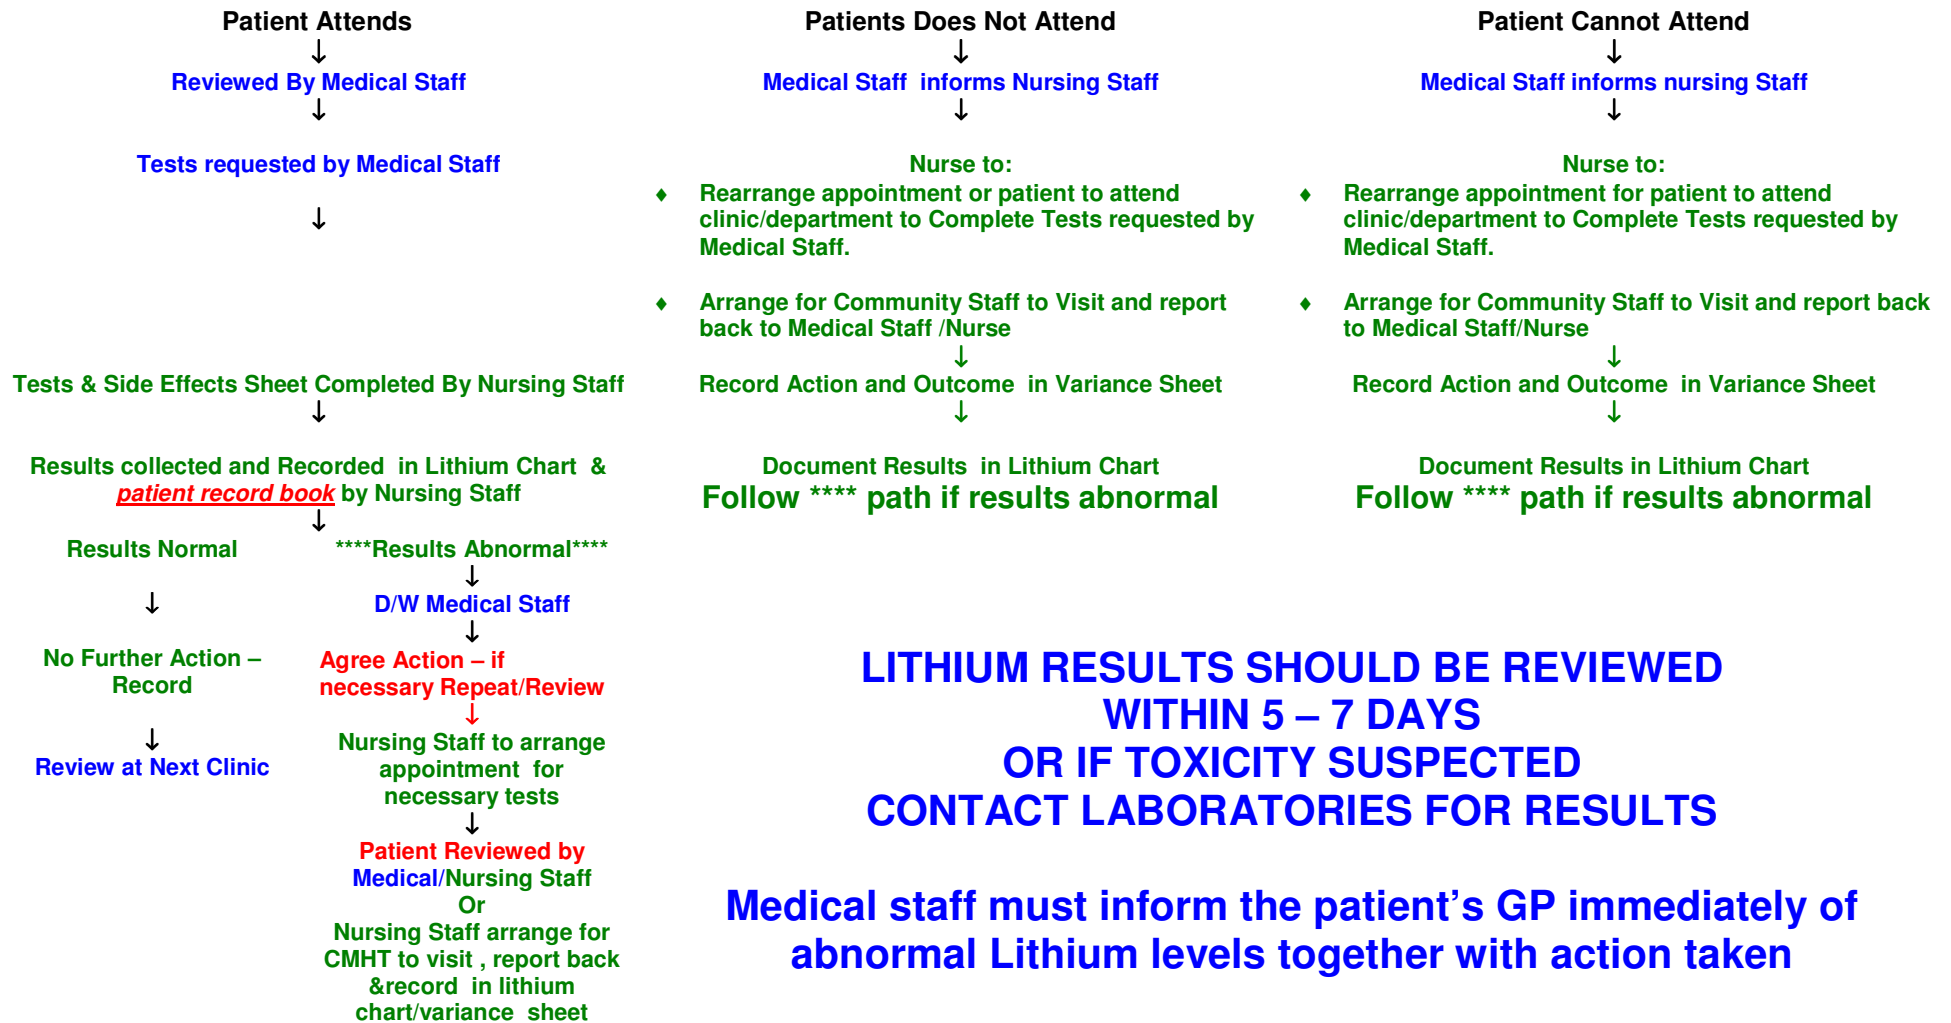 Patient Attends
↓
Reviewed By Medical Staff
↓
Tests requested by Medical Staff
↓
Tests & Side Effects Sheet Completed By Nursing Staff
↓
Results collected and Recorded in Lithium Chart &
patient record book by Nursing Staff
↓
Results Normal
↓
No Further Action –
Record
↓
Review at Next Clinic
****Results Abnormal****
↓
D/W Medical Staff
↓
Agree Action – if
necessary Repeat/Review
↓
Nursing Staff to arrange
appointment for
necessary tests
↓
Patient Reviewed by
Medical/Nursing Staff
Or
Nursing Staff arrange for
CMHT to visit , report back
&record in lithium
chart/variance sheet
Patients Does Not Attend
↓
Medical Staff informs Nursing Staff
↓
Nurse to:
♦ Rearrange appointment or patient to attend
clinic/department to Complete Tests requested by
Medical Staff.
♦ Arrange for Community Staff to Visit and report
back to Medical Staff /Nurse
↓
Record Action and Outcome in Variance Sheet
↓
Document Results in Lithium Chart
Follow **** path if results abnormal
Patient Cannot Attend
↓
Medical Staff informs nursing Staff
↓
Nurse to:
♦ Rearrange appointment for patient to attend
clinic/department to Complete Tests requested by
Medical Staff.
♦ Arrange for Community Staff to Visit and report back
to Medical Staff/Nurse
↓
Record Action and Outcome in Variance Sheet
↓
Document Results in Lithium Chart
Follow **** path if results abnormal
LITHIUM RESULTS SHOULD BE REVIEWED
WITHIN 5 – 7 DAYS
OR IF TOXICITY SUSPECTED
CONTACT LABORATORIES FOR RESULTS
Medical staff must inform the patient’s GP immediately of
abnormal Lithium levels together with action taken